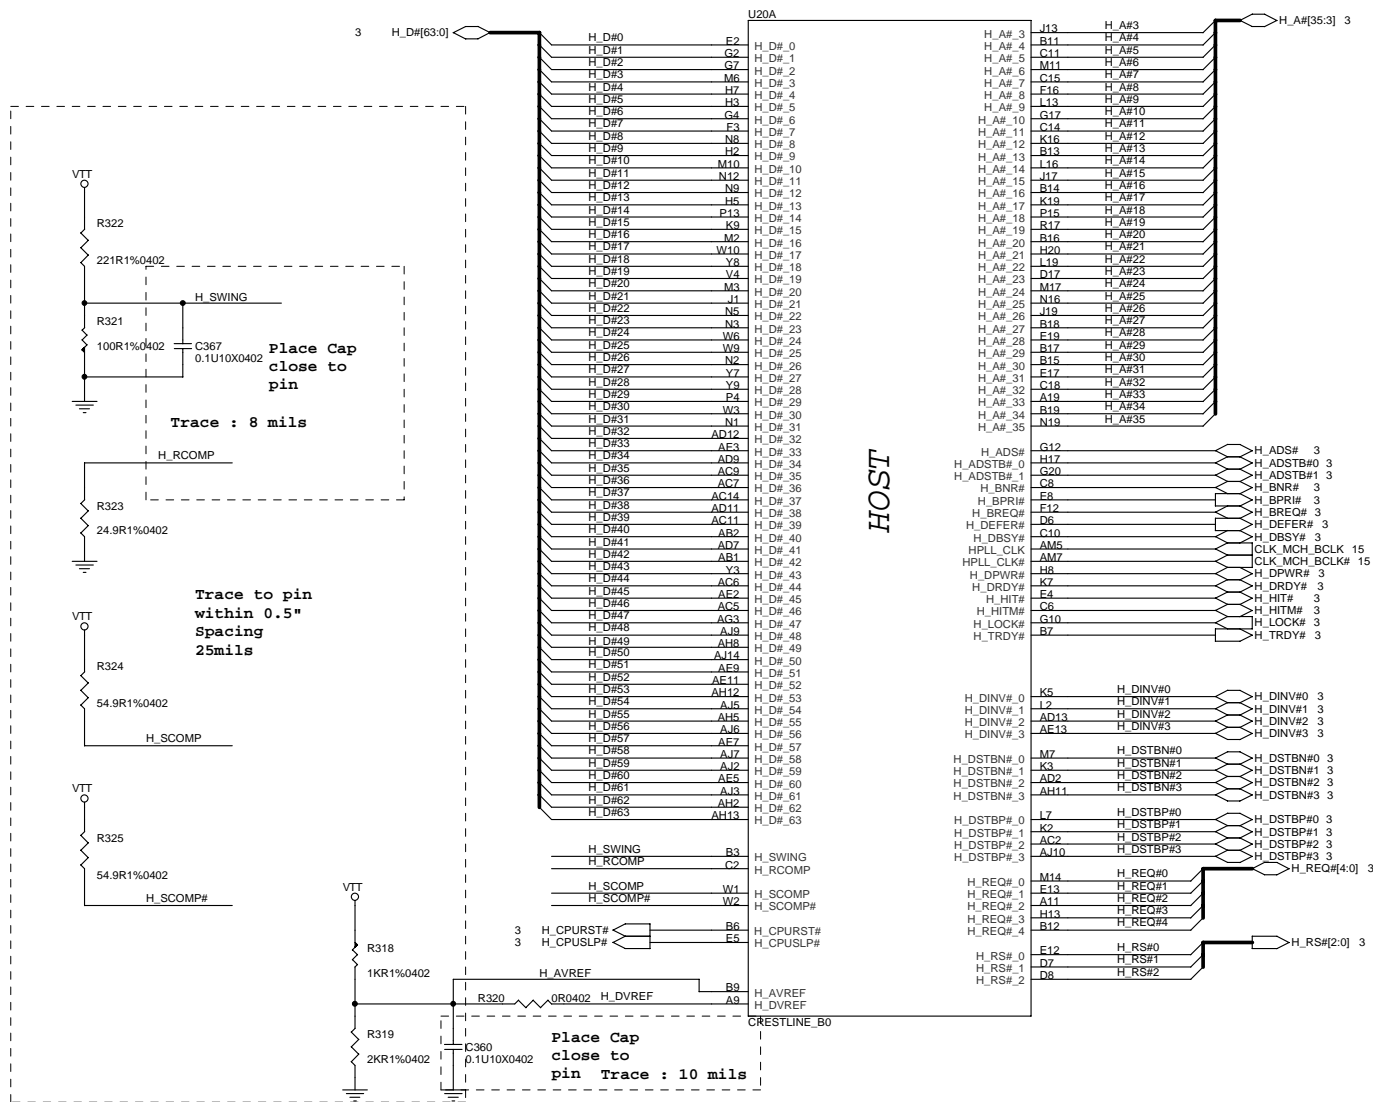 U20A
3 H_D#[63:0]
H_D#0 E2 H_D#_0
H_D#1 G2 H_D#_1
H_D#2 G7 H_D#_2
H_D#3 M6 H_D#_3
H_D#4 H7 H_D#_4
H_D#5 H3 H_D#_5
H_D#6 G4 H_D#_6
H_D#7 F3 H_D#_7
H_D#8 N8 H_D#_8
H_D#9 H2 H_D#_9
H_D#10 M10 H_D#_10
H_D#11 N12 H_D#_11
H_D#12 N9 H_D#_12
H_D#13 H5 H_D#_13
H_D#14 P13 H_D#_14
H_D#15 K9 H_D#_15
H_D#16 M2 H_D#_16
H_D#17 W10 H_D#_17
H_D#18 Y8 H_D#_18
H_D#19 V4 H_D#_19
H_D#20 M3 H_D#_20
H_D#21 J1 H_D#_21
H_D#22 N5 H_D#_22
H_D#23 N3 H_D#_23
H_D#24 W6 H_D#_24
H_D#25 W9 H_D#_25
H_D#26 N2 H_D#_26
H_D#27 Y7 H_D#_27
H_D#28 Y9 H_D#_28
H_D#29 P4 H_D#_29
H_D#30 W3 H_D#_30
H_D#31 N1 H_D#_31
H_D#32 AD12 H_D#_32
H_D#33 AE3 H_D#_33
H_D#34 AD9 H_D#_34
H_D#35 AC9 H_D#_35
H_D#36 AC7 H_D#_36
H_D#37 AC14 H_D#_37
H_D#38 AD11 H_D#_38
H_D#39 AC11 H_D#_39
H_D#40 AB2 H_D#_40
H_D#41 AD7 H_D#_41
H_D#42 AB1 H_D#_42
H_D#43 Y3 H_D#_43
H_D#44 AC6 H_D#_44
H_D#45 AE2 H_D#_45
H_D#46 AC5 H_D#_46
H_D#47 AG3 H_D#_47
H_D#48 AJ9 H_D#_48
H_D#49 AH8 H_D#_49
H_D#50 AJ14 H_D#_50
H_D#51 AE9 H_D#_51
H_D#52 AE11 H_D#_52
H_D#53 AH12 H_D#_53
H_D#54 AJ5 H_D#_54
H_D#55 AH5 H_D#_55
H_D#56 AJ6 H_D#_56
H_D#57 AE7 H_D#_57
H_D#58 AJ7 H_D#_58
H_D#59 AJ2 H_D#_59
H_D#60 AE5 H_D#_60
H_D#61 AJ3 H_D#_61
H_D#62 AH2 H_D#_62
H_D#63 AH13 H_D#_63
H_SWING B3 H_SWING
H_RCOMP C2 H_RCOMP
H_SCOMP W1 H_SCOMP
H_SCOMP# W2 H_SCOMP#
3 H_CPURST# B6 H_CPURST#
3 H_CPUSLP# E5 H_CPUSLP#
H_AVREF B9 H_AVREF
R320 0R0402 H_DVREF A9 H_DVREF
CRESTLINE_B0
HOST
H_A#[35:3] 3
H_A#_3 J13 H_A#3
H_A#_4 B11 H_A#4
H_A#_5 C11 H_A#5
H_A#_6 M11 H_A#6
H_A#_7 C15 H_A#7
H_A#_8 F16 H_A#8
H_A#_9 L13 H_A#9
H_A#_10 G17 H_A#10
H_A#_11 C14 H_A#11
H_A#_12 K16 H_A#12
H_A#_13 B13 H_A#13
H_A#_14 L16 H_A#14
H_A#_15 J17 H_A#15
H_A#_16 B14 H_A#16
H_A#_17 K19 H_A#17
H_A#_18 P15 H_A#18
H_A#_19 R17 H_A#19
H_A#_20 B16 H_A#20
H_A#_21 H20 H_A#21
H_A#_22 L19 H_A#22
H_A#_23 D17 H_A#23
H_A#_24 M17 H_A#24
H_A#_25 N16 H_A#25
H_A#_26 J19 H_A#26
H_A#_27 B18 H_A#27
H_A#_28 E19 H_A#28
H_A#_29 B17 H_A#29
H_A#_30 B15 H_A#30
H_A#_31 E17 H_A#31
H_A#_32 C18 H_A#32
H_A#_33 A19 H_A#33
H_A#_34 B19 H_A#34
H_A#_35 N19 H_A#35
H_ADS# G12 H_ADS# 3
H_ADSTB#_0 H17 H_ADSTB#0 3
H_ADSTB#_1 G20 H_ADSTB#1 3
H_BNR# C8 H_BNR# 3
H_BPRI# E8 H_BPRI# 3
H_BREQ# F12 H_BREQ# 3
H_DEFER# D6 H_DEFER# 3
H_DBSY# C10 H_DBSY# 3
HPLL_CLK AM5 CLK_MCH_BCLK 15
HPLL_CLK# AM7 CLK_MCH_BCLK# 15
H_DPWR# H8 H_DPWR# 3
H_DRDY# K7 H_DRDY# 3
H_HIT# E4 H_HIT# 3
H_HITM# C6 H_HITM# 3
H_LOCK# G10 H_LOCK# 3
H_TRDY# B7 H_TRDY# 3
H_DINV#_0 K5 H_DINV#0 H_DINV#0 3
H_DINV#_1 L2 H_DINV#1 H_DINV#1 3
H_DINV#_2 AD13 H_DINV#2 H_DINV#2 3
H_DINV#_3 AE13 H_DINV#3 H_DINV#3 3
H_DSTBN#_0 M7 H_DSTBN#0 H_DSTBN#0 3
H_DSTBN#_1 K3 H_DSTBN#1 H_DSTBN#1 3
H_DSTBN#_2 AD2 H_DSTBN#2 H_DSTBN#2 3
H_DSTBN#_3 AH11 H_DSTBN#3 H_DSTBN#3 3
H_DSTBP#_0 L7 H_DSTBP#0 H_DSTBP#0 3
H_DSTBP#_1 K2 H_DSTBP#1 H_DSTBP#1 3
H_DSTBP#_2 AC2 H_DSTBP#2 H_DSTBP#2 3
H_DSTBP#_3 AJ10 H_DSTBP#3 H_DSTBP#3 3
H_REQ#[4:0] 3
H_REQ#_0 M14 H_REQ#0
H_REQ#_1 E13 H_REQ#1
H_REQ#_2 A11 H_REQ#2
H_REQ#_3 H13 H_REQ#3
H_REQ#_4 B12 H_REQ#4
H_RS#[2:0] 3
H_RS#_0 E12 H_RS#0
H_RS#_1 D7 H_RS#1
H_RS#_2 D8 H_RS#2
VTT
R322
221R1%0402
H_SWING
R321
100R1%0402
C367
0.1U10X0402
Place Cap
close to
pin
Trace : 8 mils
H_RCOMP
R323
24.9R1%0402
Trace to pin
within 0.5"
Spacing
25mils
VTT
R324
54.9R1%0402
H_SCOMP
VTT
R325
54.9R1%0402
H_SCOMP#
VTT
R318
1KR1%0402
R319
2KR1%0402
C360
0.1U10X0402
Place Cap
close to
pin Trace : 10 mils